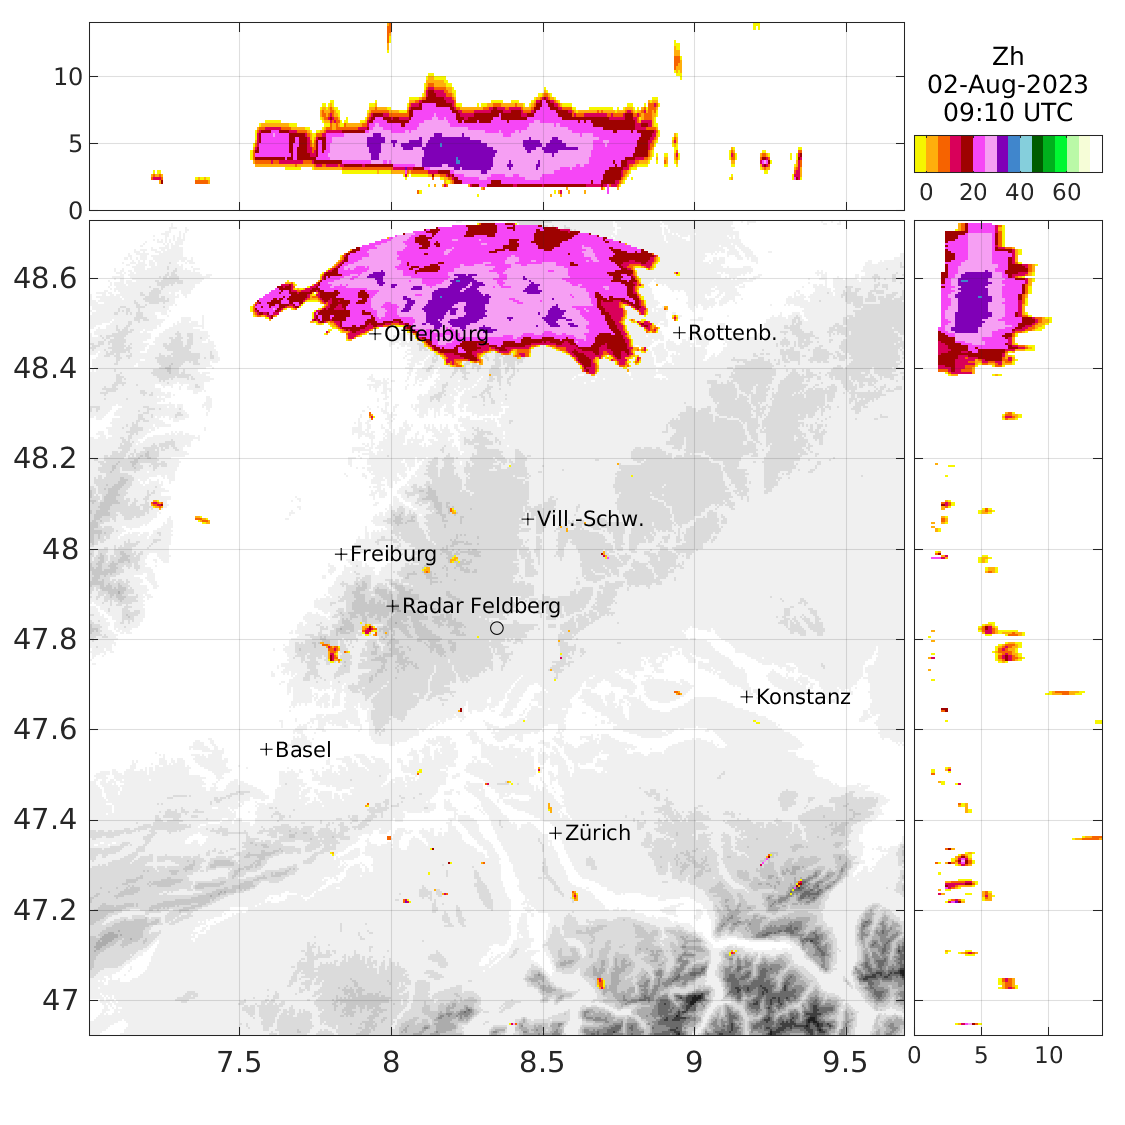 10
5
0
Zh
02-Aug-2023
09:10 UTC
0 20 40 60
48.6
48.4
48.2
48
47.8
47.6
47.4
47.2
47
Offenburg
Rottenb.
Vill.-Schw.
Freiburg
Radar Feldberg
Konstanz
Basel
Zürich
7.5 8 8.5 9 9.5
0 5 10